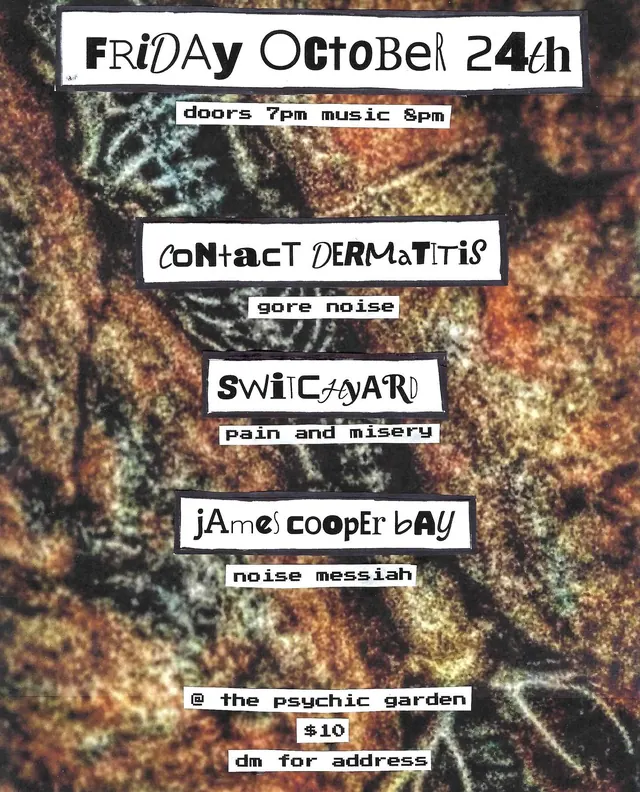 FRiDAy OCtoBeR 24th
doors 7pm music 8pm
CoNtacT DERMaTITiS
gore noise
SWiTCHyARD
pain and misery
jAmeS cooPEr bAy
noise messiah
@ the psychic garden
$10
dm for address